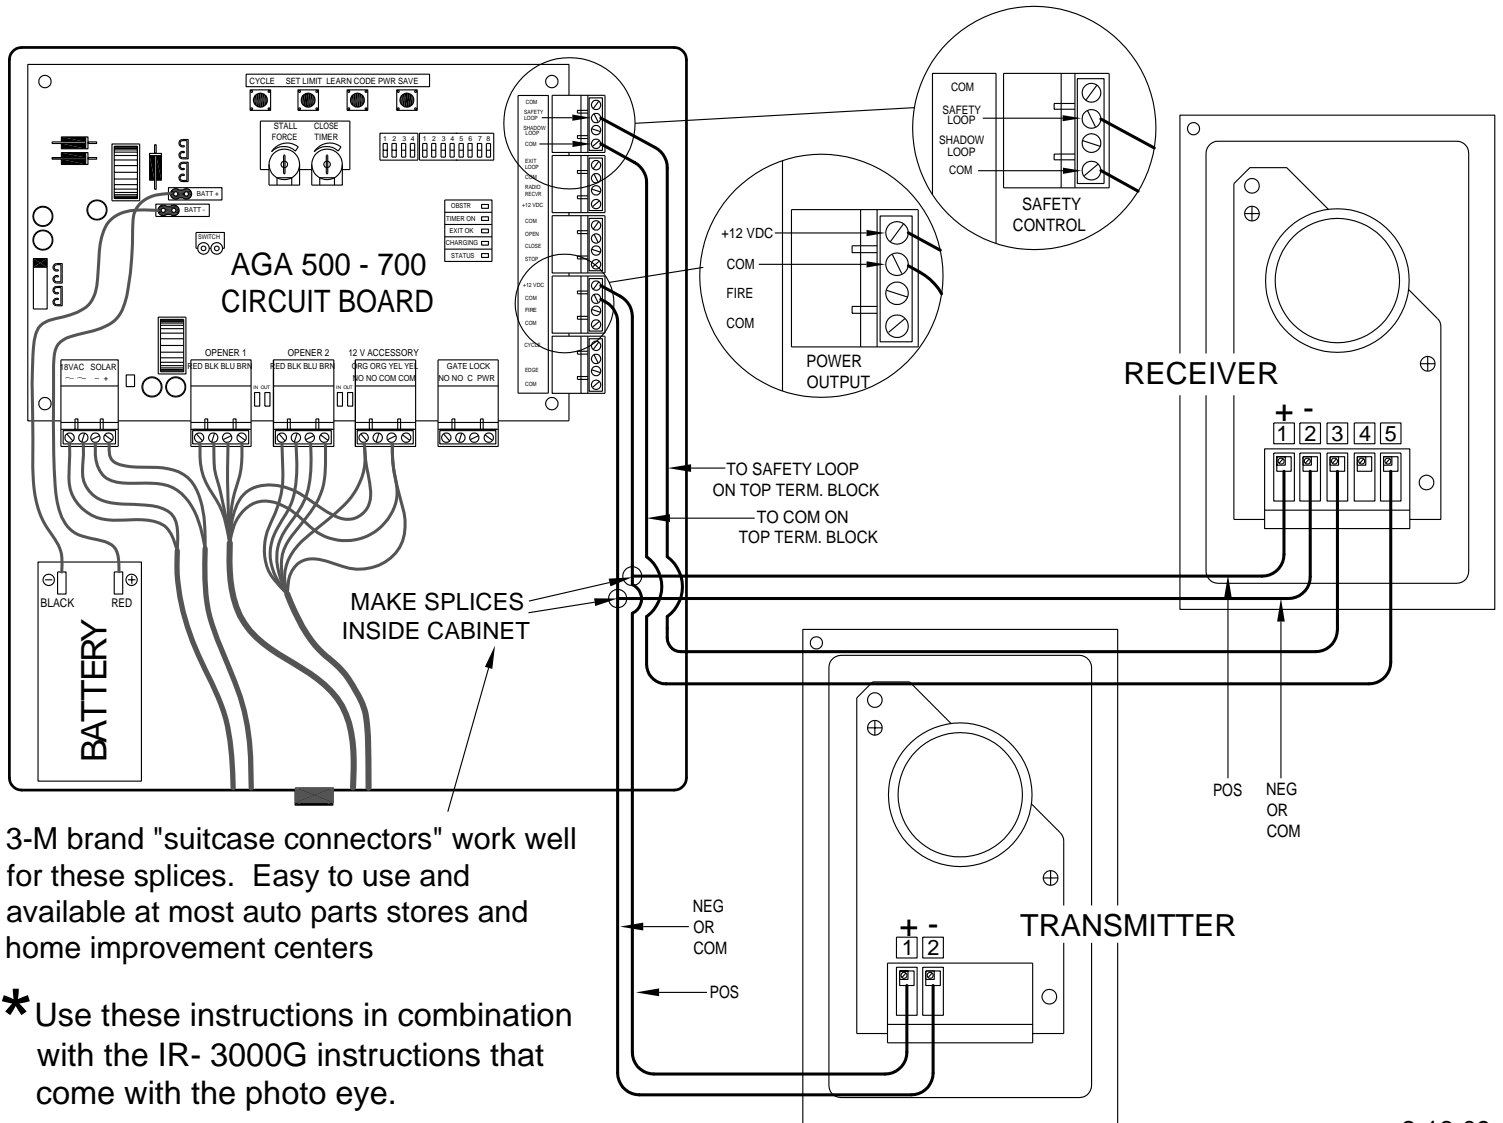 CYCLE SET LIMIT LEARN CODE PWR SAVE
STALL FORCE
CLOSE TIMER
1 2 3 4 1 2 3 4 5 6 7 8
BATT +
BATT -
SWITCH
OBSTR
TIMER ON
EXIT OK
CHARGING
STATUS
AGA 500 - 700
CIRCUIT BOARD
COM
SAFETY
LOOP
SHADOW
LOOP
COM
EXIT
LOOP
COM
RADIO
RECVR
+12 VDC
COM
OPEN
CLOSE
STOP
+12 VDC
COM
FIRE
COM
CYCLE
EDGE
COM
18VAC SOLAR
~ ~ - +
OPENER 1
RED BLK BLU BRN
IN OUT
OPENER 2
RED BLK BLU BRN
IN OUT
12 V ACCESSORY
ORG ORG YEL YEL
NO NO COM COM
GATE LOCK
NO NO C PWR
COM
SAFETY
LOOP
SHADOW
LOOP
COM
SAFETY
CONTROL
+12 VDC
COM
FIRE
COM
POWER
OUTPUT
RECEIVER
+ -
1 2 3 4 5
TO SAFETY LOOP
ON TOP TERM. BLOCK
TO COM ON
TOP TERM. BLOCK
MAKE SPLICES
INSIDE CABINET
BLACK
RED
BATTERY
POS
NEG
OR
COM
3-M brand "suitcase connectors" work well
for these splices. Easy to use and
available at most auto parts stores and
home improvement centers
NEG
OR
COM
POS
TRANSMITTER
+ -
1 2
* Use these instructions in combination
with the IR- 3000G instructions that
come with the photo eye.